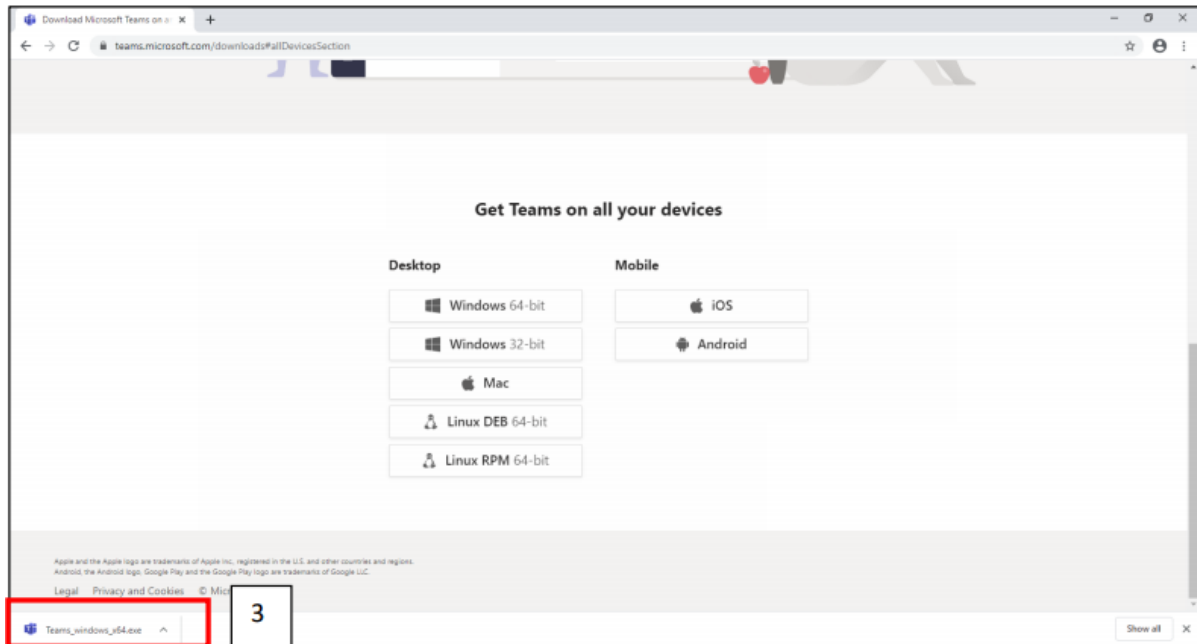 Download Microsoft Teams on a
teams.microsoft.com/downloads#allDevicesSection
Get Teams on all your devices
Desktop
Mobile
Windows 64-bit
iOS
Windows 32-bit
Android
Mac
Linux DEB 64-bit
Linux RPM 64-bit
Apple and the Apple logo are trademarks of Apple Inc., registered in the U.S. and other countries and regions.
Android, the Android logo, Google Play and the Google Play logo are trademarks of Google LLC.
Legal Privacy and Cookies © Micr
3
Teams_windows_x64.exe
Show all